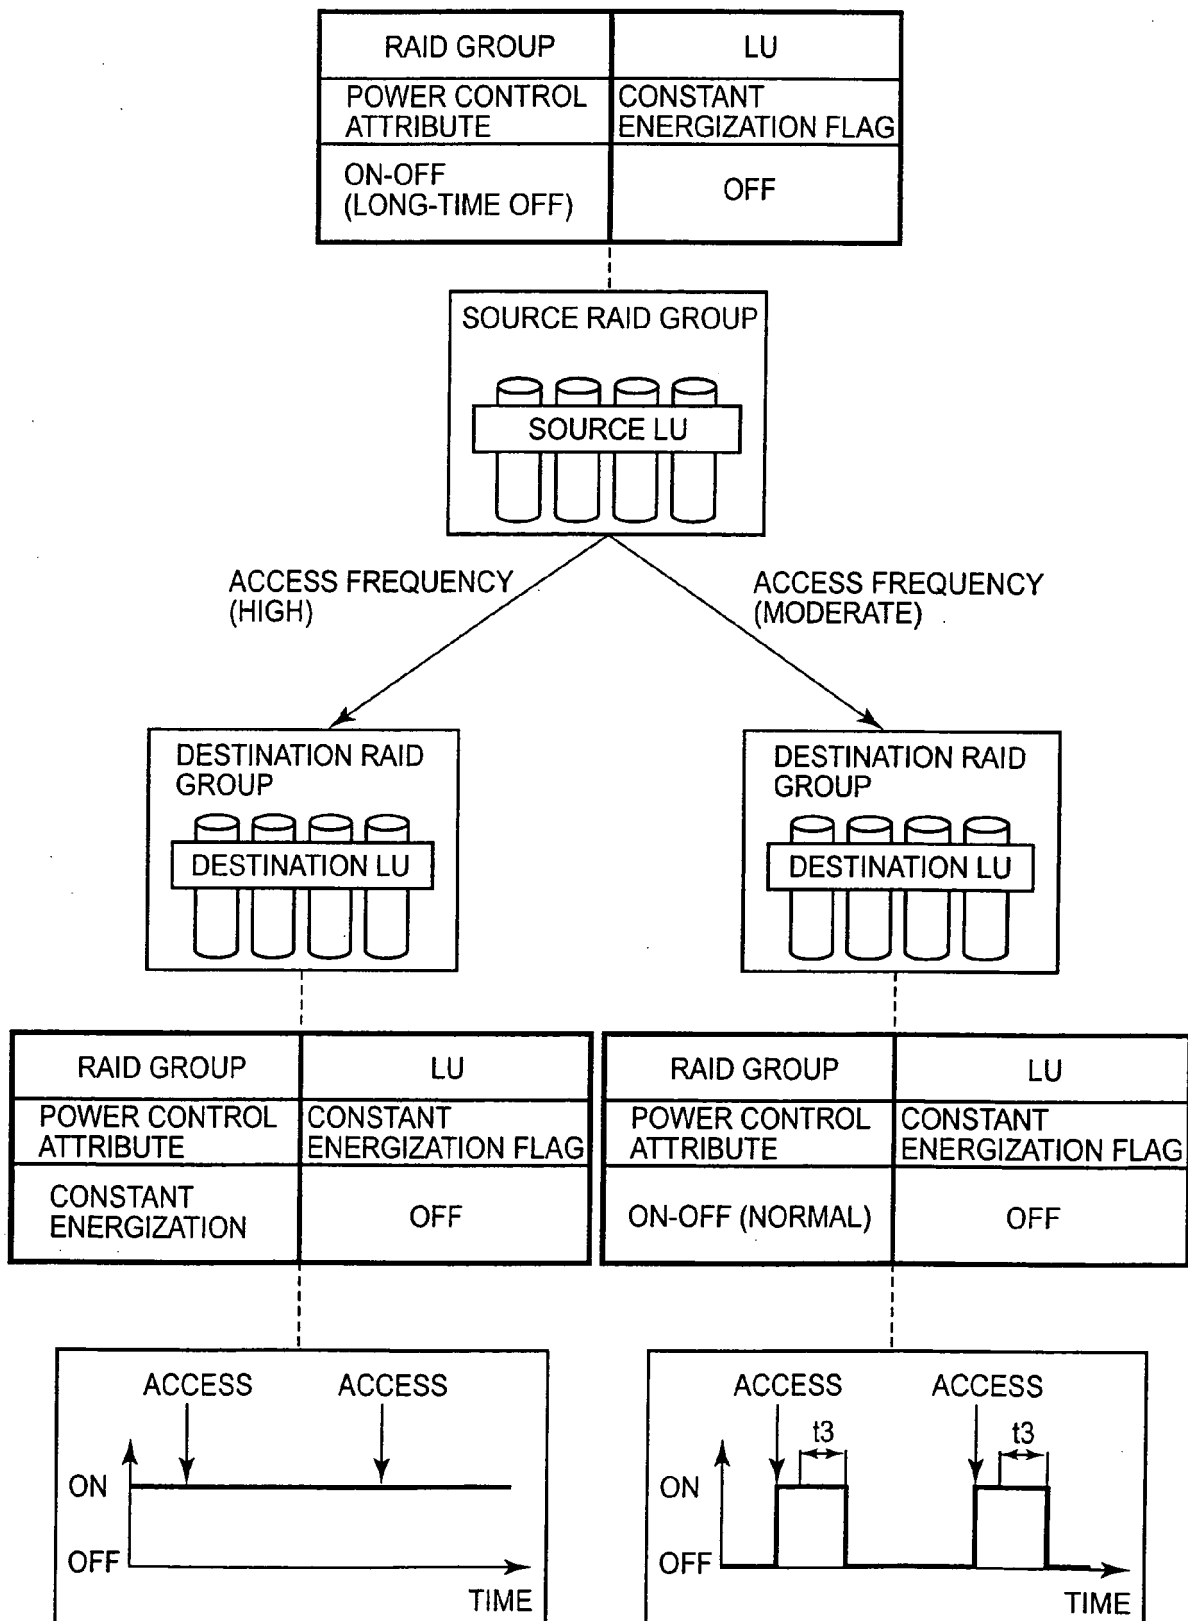 RAID GROUP
LU
POWER CONTROL
ATTRIBUTE
CONSTANT
ENERGIZATION FLAG
ON-OFF
(LONG-TIME OFF)
OFF
SOURCE RAID GROUP
SOURCE LU
ACCESS FREQUENCY
(HIGH)
ACCESS FREQUENCY
(MODERATE)
DESTINATION RAID
GROUP
DESTINATION LU
DESTINATION RAID
GROUP
DESTINATION LU
RAID GROUP
LU
POWER CONTROL
ATTRIBUTE
CONSTANT
ENERGIZATION FLAG
CONSTANT
ENERGIZATION
OFF
RAID GROUP
LU
POWER CONTROL
ATTRIBUTE
CONSTANT
ENERGIZATION FLAG
ON-OFF (NORMAL)
OFF
ACCESS
ACCESS
ON
OFF
TIME
ACCESS
ACCESS
t3
t3
ON
OFF
TIME